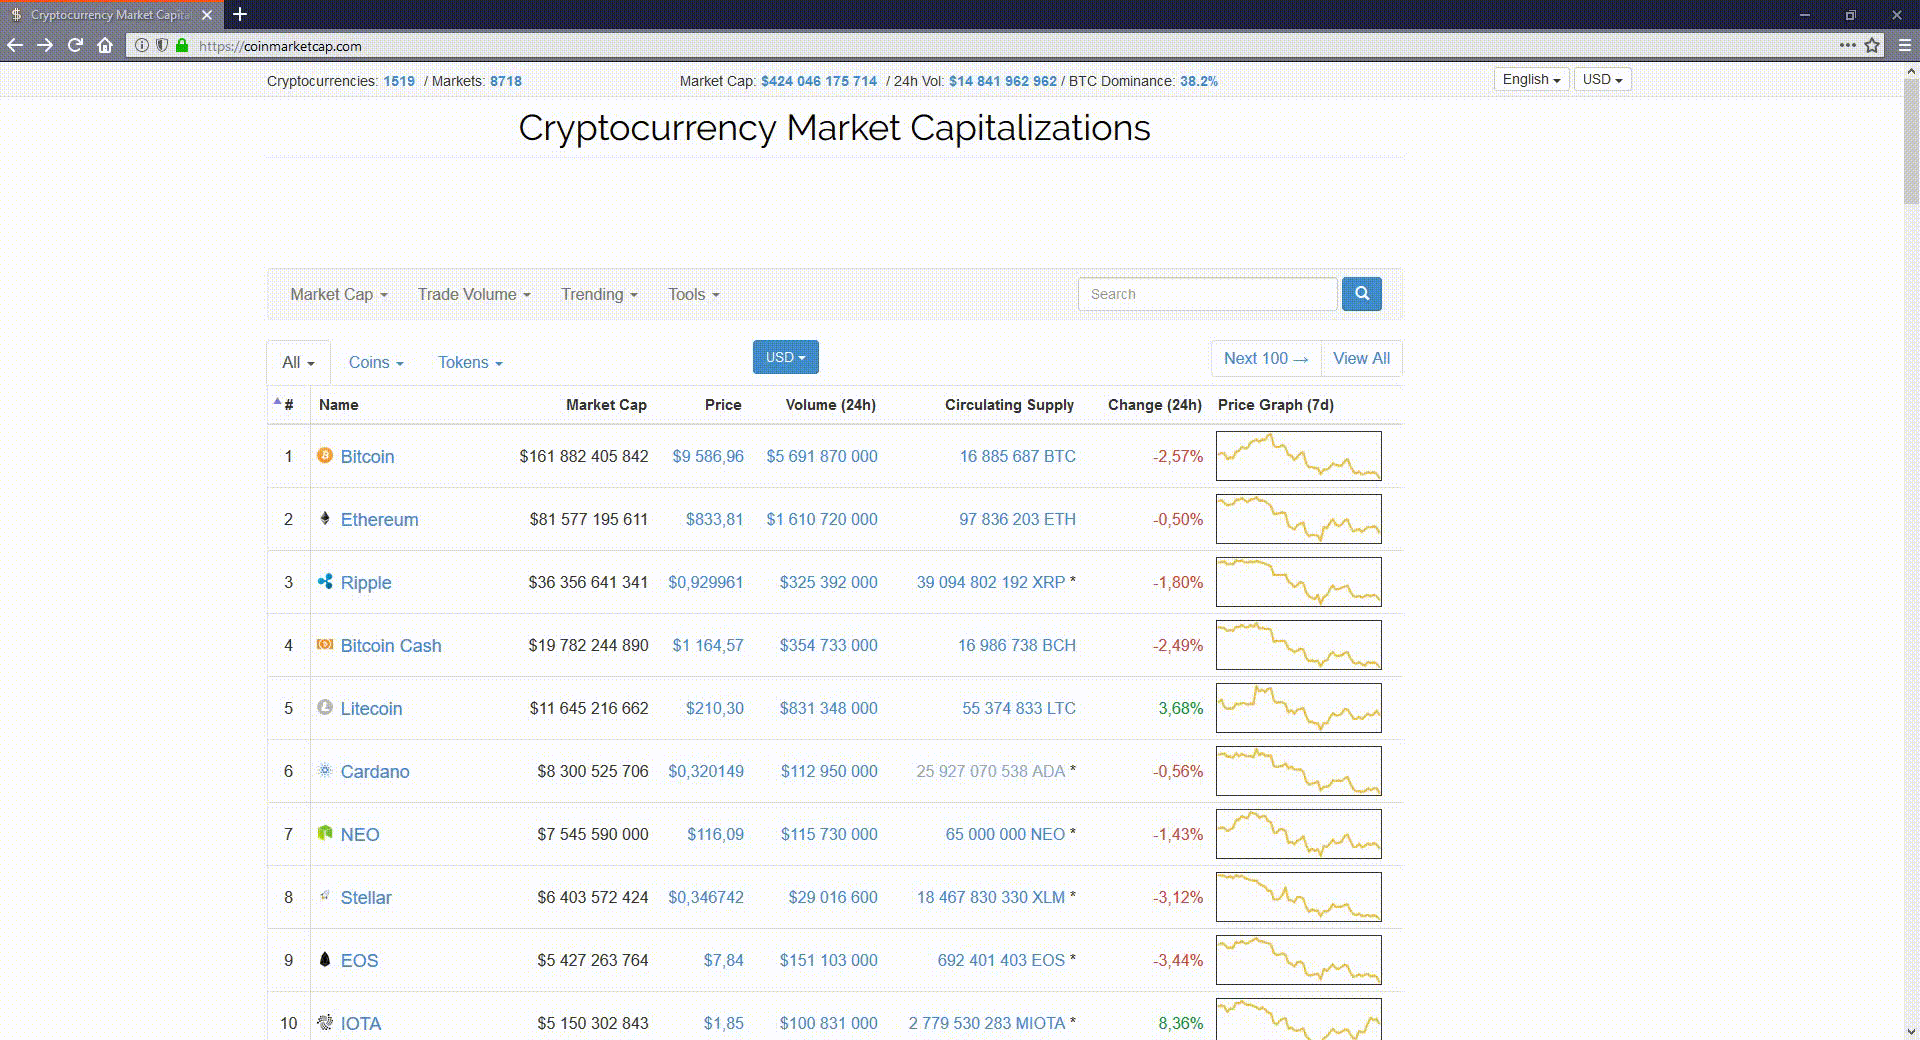 Cryptocurrency Market Capita
https://coinmarketcap.com
Cryptocurrencies: 1519 / Markets: 8718 Market Cap: $424 046 175 714 / 24h Vol: $14 841 962 962 / BTC Dominance: 38.2% English USD
Cryptocurrency Market Capitalizations
Market Cap Trade Volume Trending Tools Search
All Coins Tokens USD Next 100 → View All
# Name Market Cap Price Volume (24h) Circulating Supply Change (24h) Price Graph (7d)
1 Bitcoin $161 882 405 842 $9 586,96 $5 691 870 000 16 885 687 BTC -2,57%
2 Ethereum $81 577 195 611 $833,81 $1 610 720 000 97 836 203 ETH -0,50%
3 Ripple $36 356 641 341 $0,929961 $325 392 000 39 094 802 192 XRP * -1,80%
4 Bitcoin Cash $19 782 244 890 $1 164,57 $354 733 000 16 986 738 BCH -2,49%
5 Litecoin $11 645 216 662 $210,30 $831 348 000 55 374 833 LTC 3,68%
6 Cardano $8 300 525 706 $0,320149 $112 950 000 25 927 070 538 ADA * -0,56%
7 NEO $7 545 590 000 $116,09 $115 730 000 65 000 000 NEO * -1,43%
8 Stellar $6 403 572 424 $0,346742 $29 016 600 18 467 830 330 XLM * -3,12%
9 EOS $5 427 263 764 $7,84 $151 103 000 692 401 403 EOS * -3,44%
10 IOTA $5 150 302 843 $1,85 $100 831 000 2 779 530 283 MIOTA * 8,36%